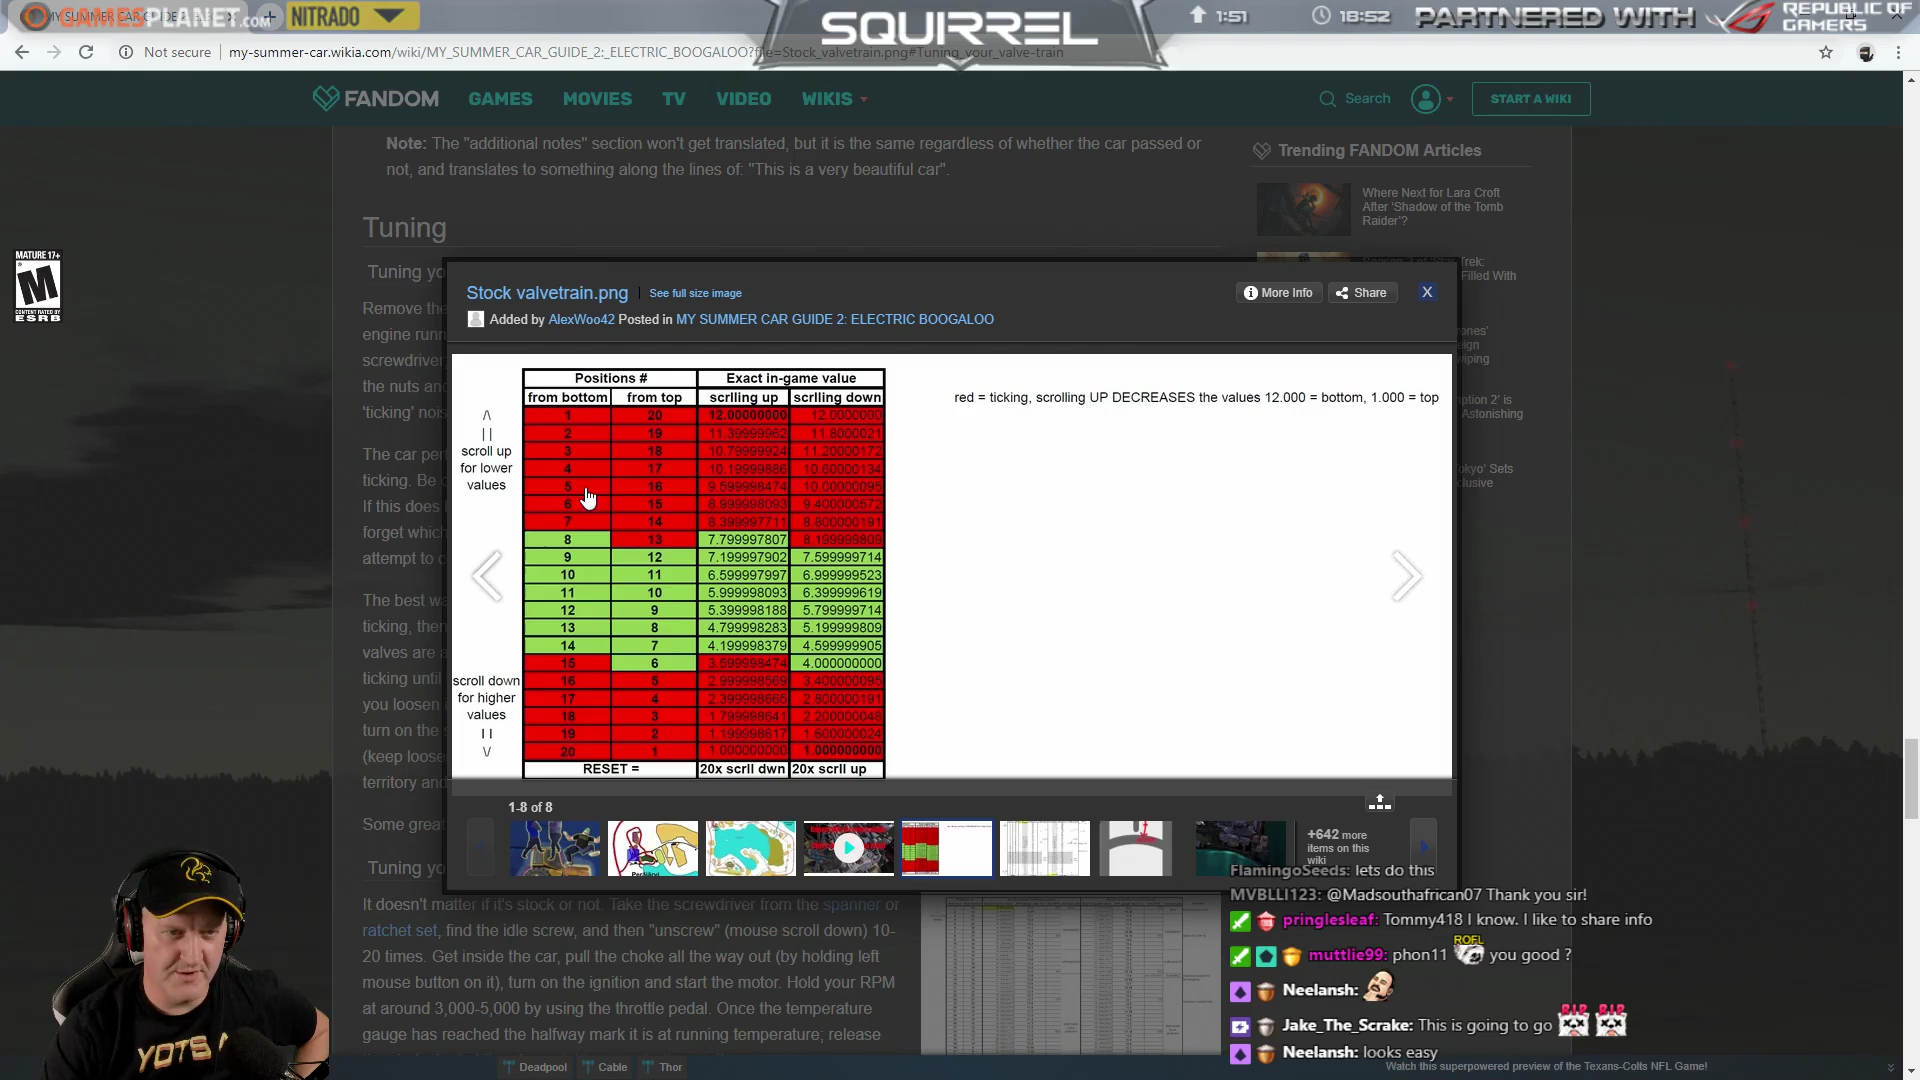 GAMESPLANET.com
NITRADO
SQUIRREL
1:51
18:52
PARTNERED WITH
REPUBLIC OF
GAMERS
Not secure
my-summer-car.wikia.com/wiki/MY_SUMMER_CAR_GUIDE_2:_ELECTRIC_BOOGALOO?file=Stock_valvetrain.png#Tuning_your_valve-train
FANDOM
GAMES
MOVIES
TV
VIDEO
WIKIS
Search
START A WIKI
Note: The "additional notes" section won't get translated, but it is the same regardless of whether the car passed or
not, and translates to something along the lines of: "This is a very beautiful car".
Trending FANDOM Articles
Where Next for Lara Croft
After 'Shadow of the Tomb
Raider'?
Tuning
MATURE 17+
M
CONTENT RATED BY
ESRB
Stock valvetrain.png
See full size image
More Info
Share
X
Added by AlexWoo42 Posted in MY SUMMER CAR GUIDE 2: ELECTRIC BOOGALOO
Positions # Exact in-game value
from bottom from top scrlling up scrlling down
1 20 12.00000000 12.0000000
2 19 11.39999962 11.8000021
3 18 10.79999924 11.20000172
4 17 10.19999886 10.60000134
5 16 9.599998474 10.00000095
6 15 8.999998093 9.400000572
7 14 8.399997711 8.800000191
8 13 7.799997807 8.199999809
9 12 7.199997902 7.599999714
10 11 6.599997997 6.999999523
11 10 5.999998093 6.399999619
12 9 5.399998188 5.799999714
13 8 4.799998283 5.199999809
14 7 4.199998379 4.599999905
15 6 3.599998474 4.000000000
16 5 2.999998569 3.400000095
17 4 2.399998665 2.800000191
18 3 1.799998641 2.200000048
19 2 1.199998617 1.600000024
20 1 1.000000000 1.000000000
RESET = 20x scrll dwn 20x scrll up
scroll up
for lower
values
scroll down
for higher
values
red = ticking, scrolling UP DECREASES the values 12.000 = bottom, 1.000 = top
1-8 of 8
+642 more
items on this
wiki
It doesn't matter if it's stock or not. Take the screwdriver from the spanner or
ratchet set, find the idle screw, and then "unscrew" (mouse scroll down) 10-
20 times. Get inside the car, pull the choke all the way out (by holding left
mouse button on it), turn on the ignition and start the motor. Hold your RPM
at around 3,000-5,000 by using the throttle pedal. Once the temperature
gauge has reached the halfway mark it is at running temperature; release
Deadpool
Cable
Thor
Watch this superpowered preview of the Texans-Colts NFL Game!
FlamingoSeeds: lets do this
MVBLLI123: @Madsouthafrican07 Thank you sir!
pringlesleaf: Tommy418 I know. I like to share info
muttlie99: phon11 ROFL you good ?
Neelansh:
Jake_The_Scrake: This is going to go RIP RIP
Neelansh: looks easy